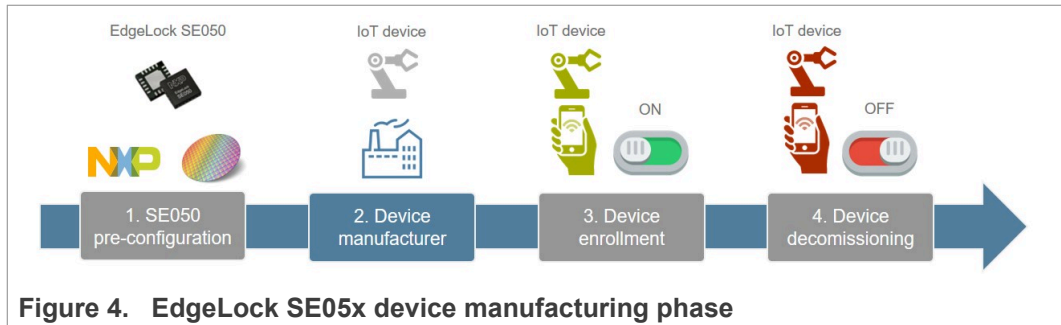 EdgeLock SE050
IoT device
IoT device
IoT device
ON
OFF
NXP
1. SE050
pre-configuration
2. Device
manufacturer
3. Device
enrollment
4. Device
decomissioning
Figure 4. EdgeLock SE05x device manufacturing phase